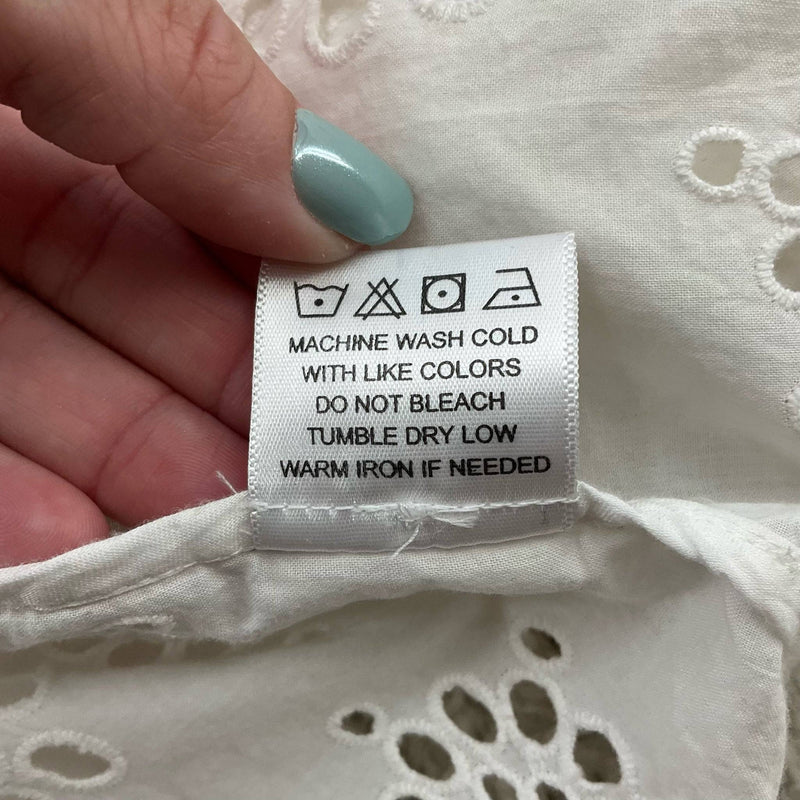 MACHINE WASH COLD
WITH LIKE COLORS
DO NOT BLEACH
TUMBLE DRY LOW
WARM IRON IF NEEDED